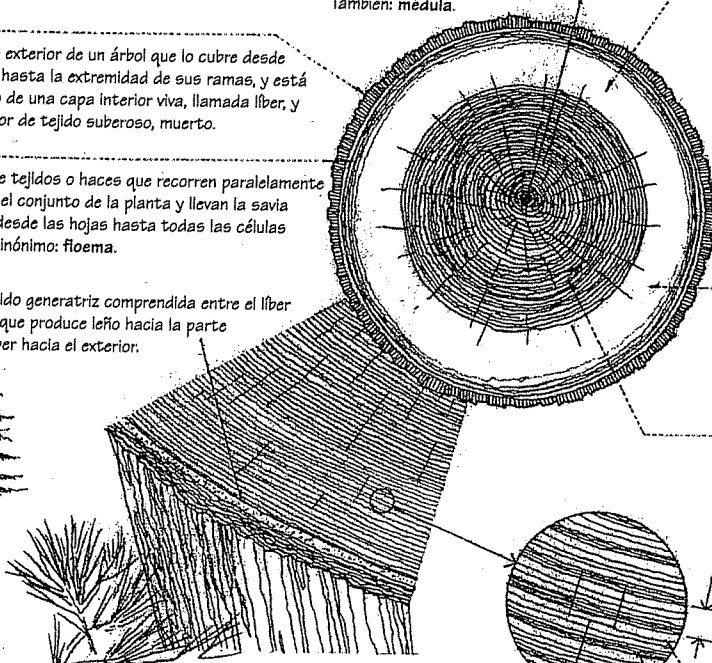 También: médula.
exterior de un árbol que lo cubre desde
hasta la extremidad de sus ramas, y está
de una capa interior viva, llamada líber, y
or de tejido suberoso, muerto.
e tejidos o haces que recorren paralelamente
el conjunto de la planta y llevan la savia
desde las hojas hasta todas las células
inónimo: floema.
ido generatriz comprendida entre el líber
que produce leño hacia la parte
er hacia el exterior.